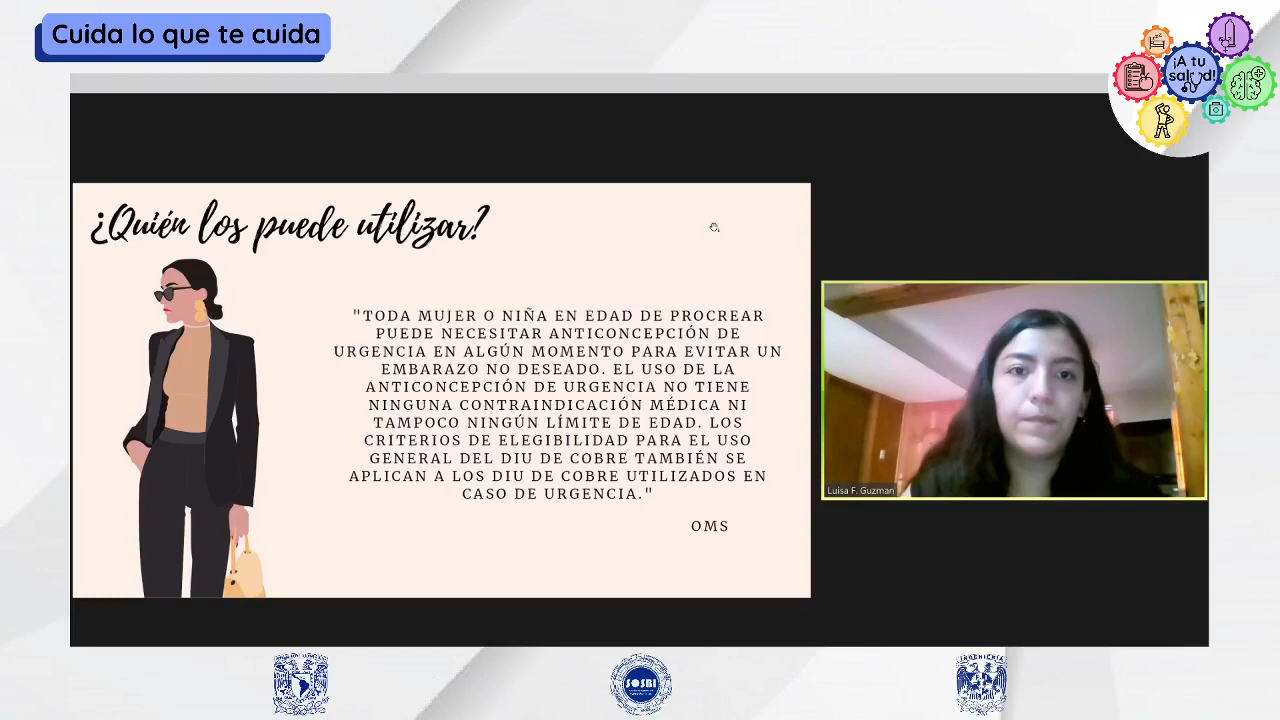 Cuida lo que te cuida
¡A tu
salud!
¿Quién los puede utilizar?
"TODA MUJER O NIÑA EN EDAD DE PROCREAR
PUEDE NECESITAR ANTICONCEPCIÓN DE
URGENCIA EN ALGÚN MOMENTO PARA EVITAR UN
EMBARAZO NO DESEADO. EL USO DE LA
ANTICONCEPCIÓN DE URGENCIA NO TIENE
NINGUNA CONTRAINDICACIÓN MÉDICA NI
TAMPOCO NINGÚN LÍMITE DE EDAD. LOS
CRITERIOS DE ELEGIBILIDAD PARA EL USO
GENERAL DEL DIU DE COBRE TAMBIÉN SE
APLICAN A LOS DIU DE COBRE UTILIZADOS EN
CASO DE URGENCIA."
OMS
Luisa F. Guzman
SOSRI